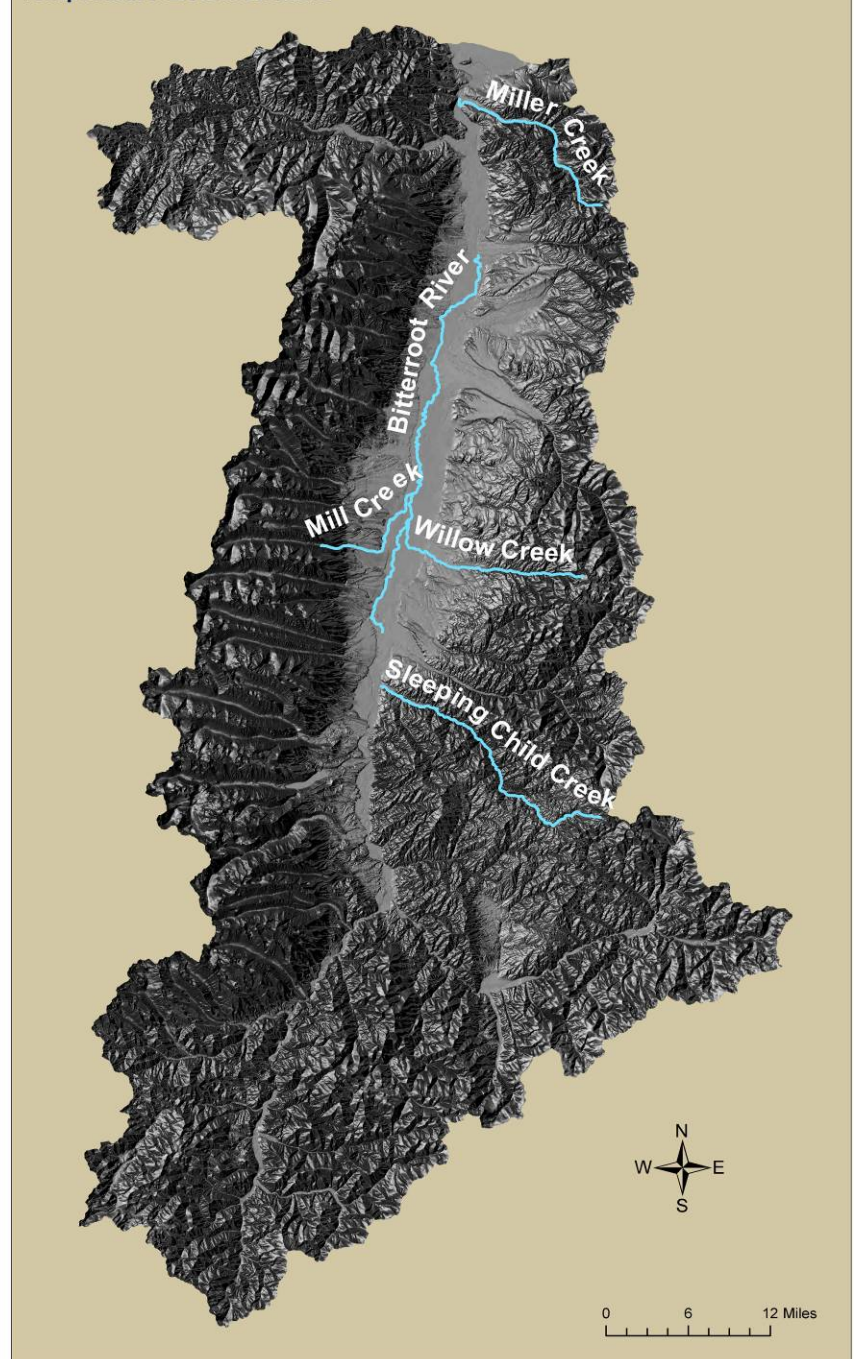 Miller Creek
Bitterroot River
Mill Creek
Willow Creek
Sleeping Child Creek
N
W E
S
0 6 12 Miles